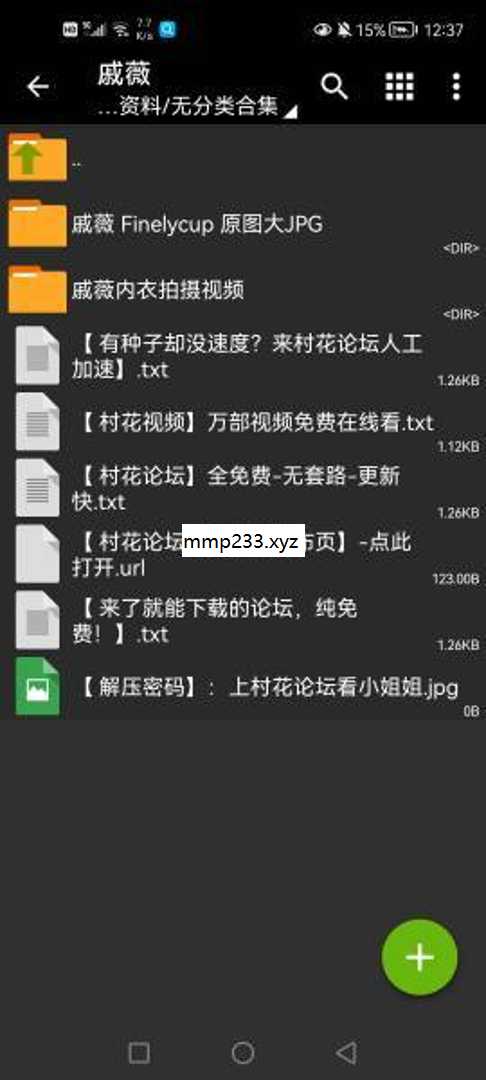 HD 5G 7.7 K/s 15% 12:37
戚薇
...资料/无分类合集
..
戚薇 Finelycup 原图大JPG
<DIR>
戚薇内衣拍摄视频
<DIR>
【有种子却没速度？来村花论坛人工
加速】.txt
1.26KB
【村花视频】万部视频免费在线看.txt
1.12KB
【村花论坛】全免费-无套路-更新
快.txt
1.26KB
【村花论坛
mmp233.xyz
布页】-点此
打开.url
123.00B
【来了就能下载的论坛，纯免
费！】.txt
1.26KB
【解压密码】：上村花论坛看小姐姐.jpg
0B